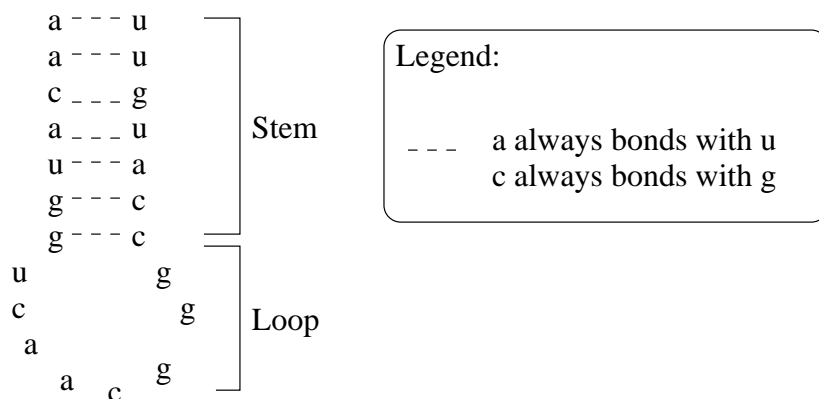 a --- u
a --- u
c --- g
a --- u
u --- a
g --- c
g --- c
u g
c g
a
a c g
Stem
Loop
Legend:
--- a always bonds with u
c always bonds with g